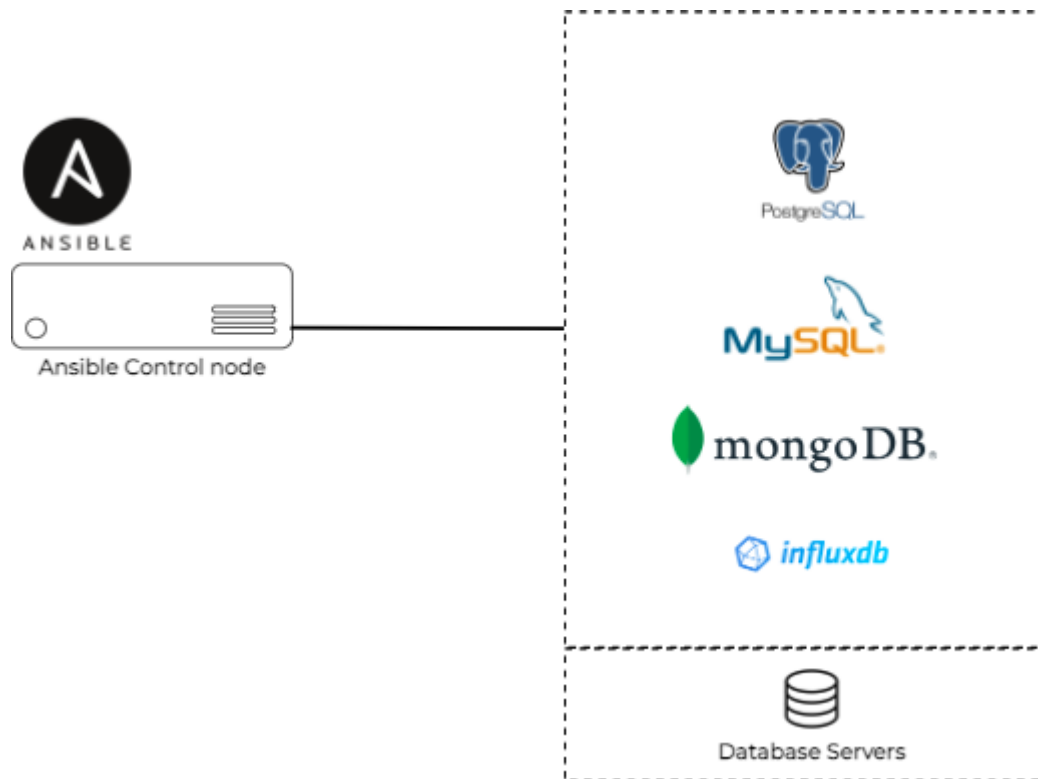 ANSIBLE
Ansible Control node
PostgreSQL
MySQL®
mongoDB®
influxdb
Database Servers